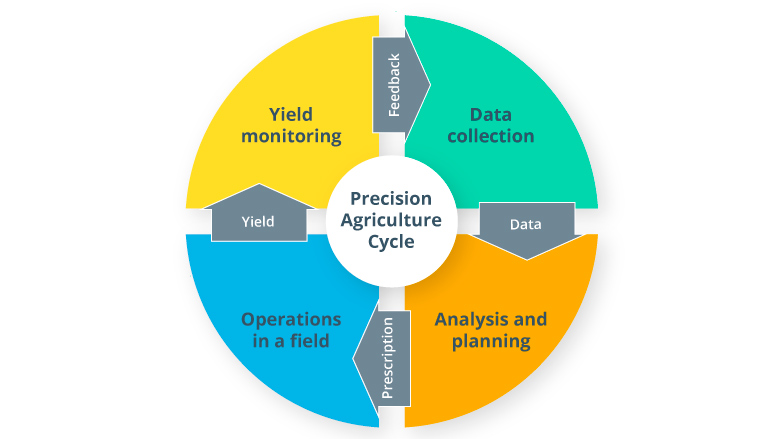 Feedback
Yield
monitoring
Data
collection
Precision
Agriculture
Cycle
Yield
Data
Operations
in a field
Prescription
Analysis and
planning